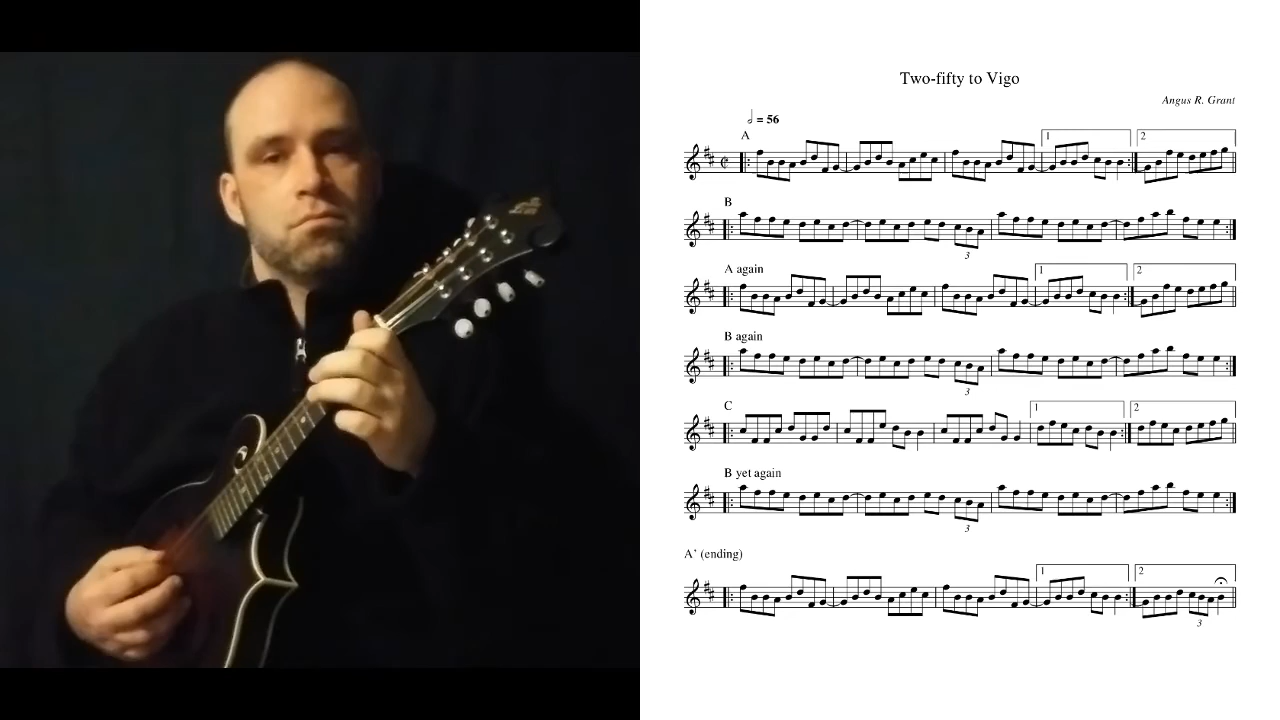 Two-fifty to Vigo
Angus R. Grant
= 56
A
1
2
B
3
A again
1
2
B again
3
C
1
2
B yet again
3
A' (ending)
1
2
3